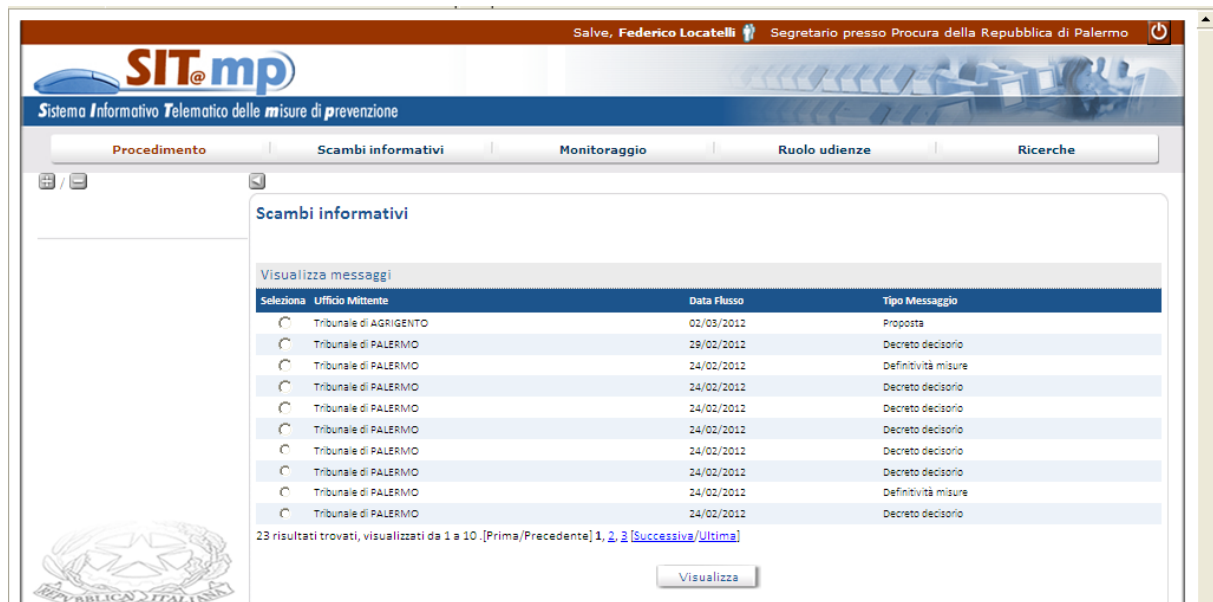 Salve, Federico Locatelli Segretario presso Procura della Repubblica di Palermo
SIT@mp)
Sistema Informativo Telematico delle misure di prevenzione
Procedimento Scambi informativi Monitoraggio Ruolo udienze Ricerche
/
Scambi informativi
Visualizza messaggi
Seleziona Ufficio Mittente Data Flusso Tipo Messaggio
Tribunale di AGRIGENTO 02/03/2012 Proposta
Tribunale di PALERMO 29/02/2012 Decreto decisorio
Tribunale di PALERMO 24/02/2012 Definitività misure
Tribunale di PALERMO 24/02/2012 Decreto decisorio
Tribunale di PALERMO 24/02/2012 Decreto decisorio
Tribunale di PALERMO 24/02/2012 Decreto decisorio
Tribunale di PALERMO 24/02/2012 Decreto decisorio
Tribunale di PALERMO 24/02/2012 Decreto decisorio
Tribunale di PALERMO 24/02/2012 Definitività misure
Tribunale di PALERMO 24/02/2012 Decreto decisorio
23 risultati trovati, visualizzati da 1 a 10 .[Prima/Precedente] 1, 2, 3 [Successiva/Ultima]
Visualizza